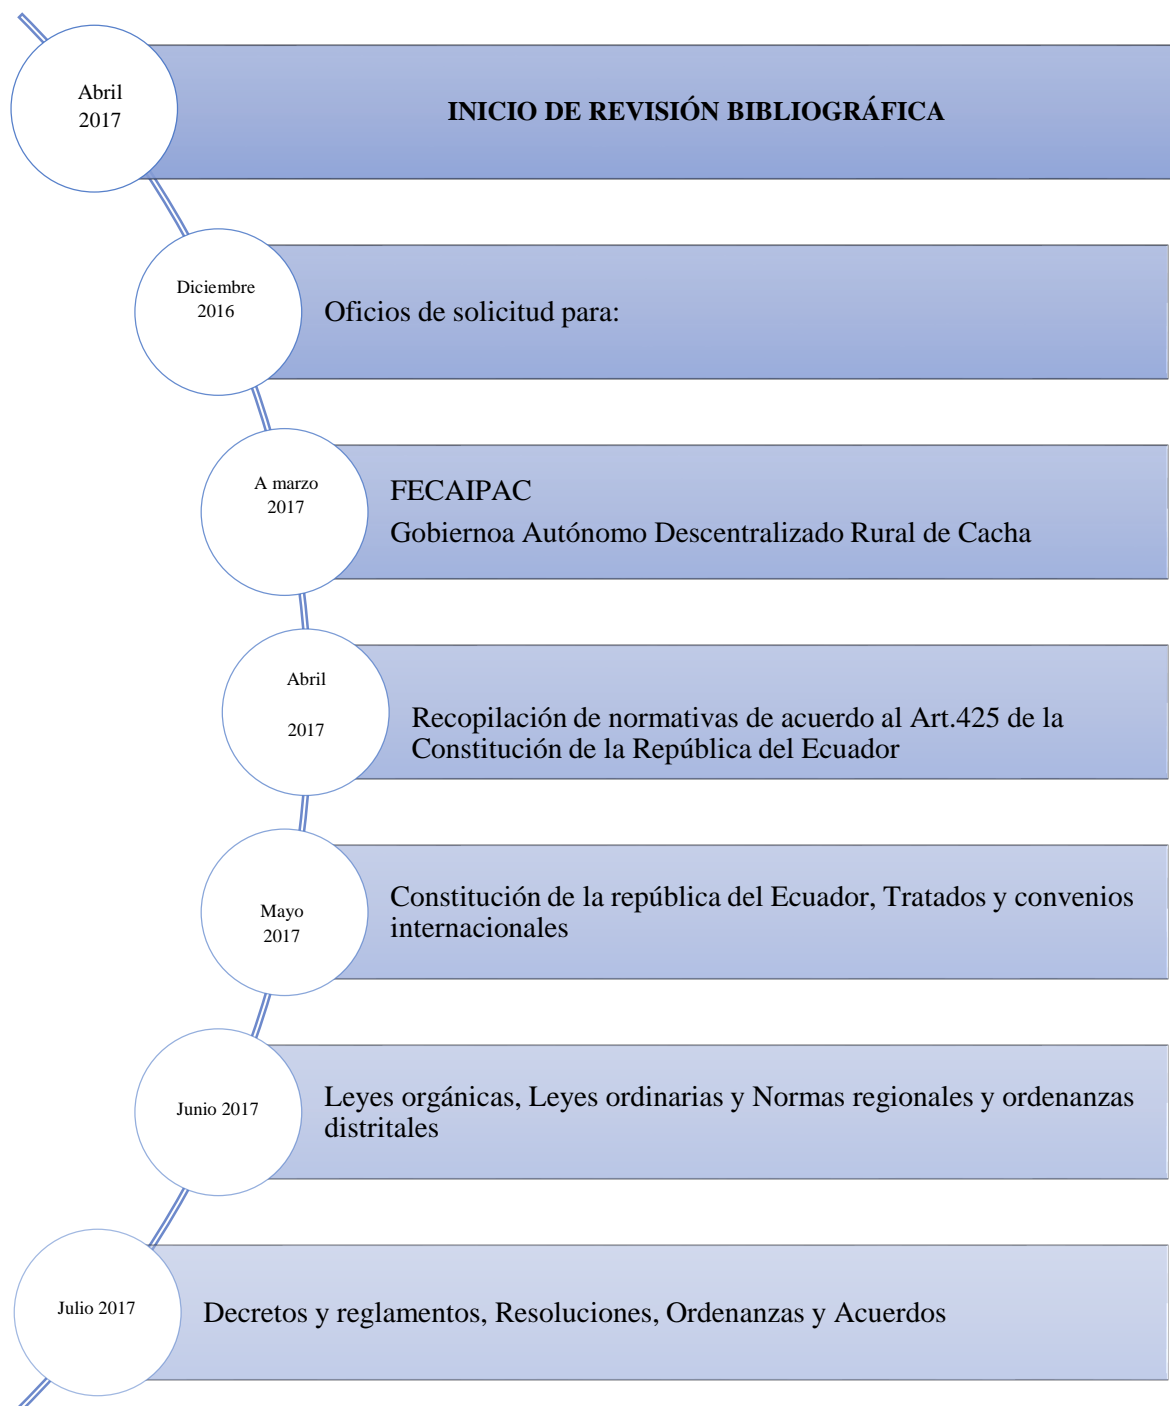 Abril
2017
INICIO DE REVISIÓN BIBLIOGRÁFICA
Diciembre
2016
Oficios de solicitud para:
A marzo
2017
FECAIPAC
Gobiernoa Autónomo Descentralizado Rural de Cacha
Abril
2017
Recopilación de normativas de acuerdo al Art.425 de la
Constitución de la República del Ecuador
Mayo
2017
Constitución de la república del Ecuador, Tratados y convenios
internacionales
Junio 2017
Leyes orgánicas, Leyes ordinarias y Normas regionales y ordenanzas
distritales
Julio 2017
Decretos y reglamentos, Resoluciones, Ordenanzas y Acuerdos